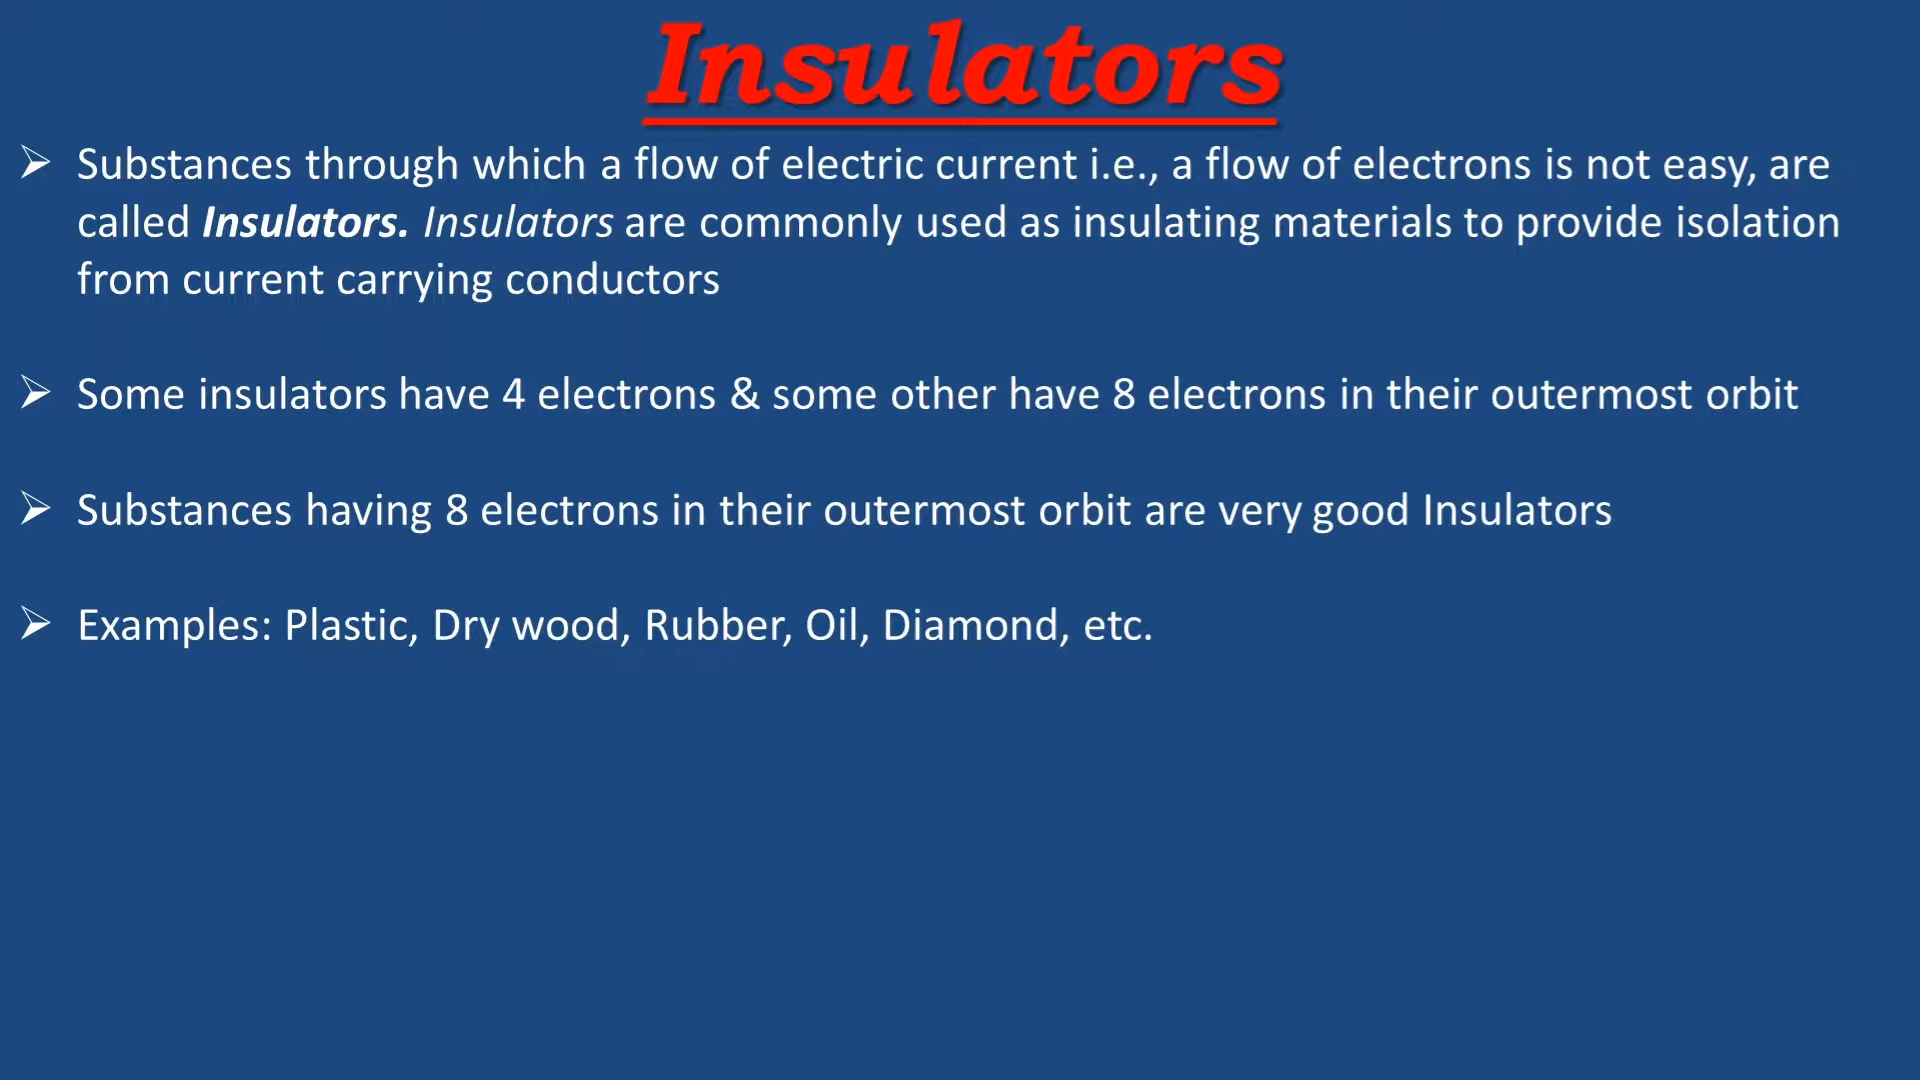 Insulators
➢ Substances through which a flow of electric current i.e., a flow of electrons is not easy, are
called Insulators. Insulators are commonly used as insulating materials to provide isolation
from current carrying conductors
➢ Some insulators have 4 electrons & some other have 8 electrons in their outermost orbit
➢ Substances having 8 electrons in their outermost orbit are very good Insulators
➢ Examples: Plastic, Dry wood, Rubber, Oil, Diamond, etc.